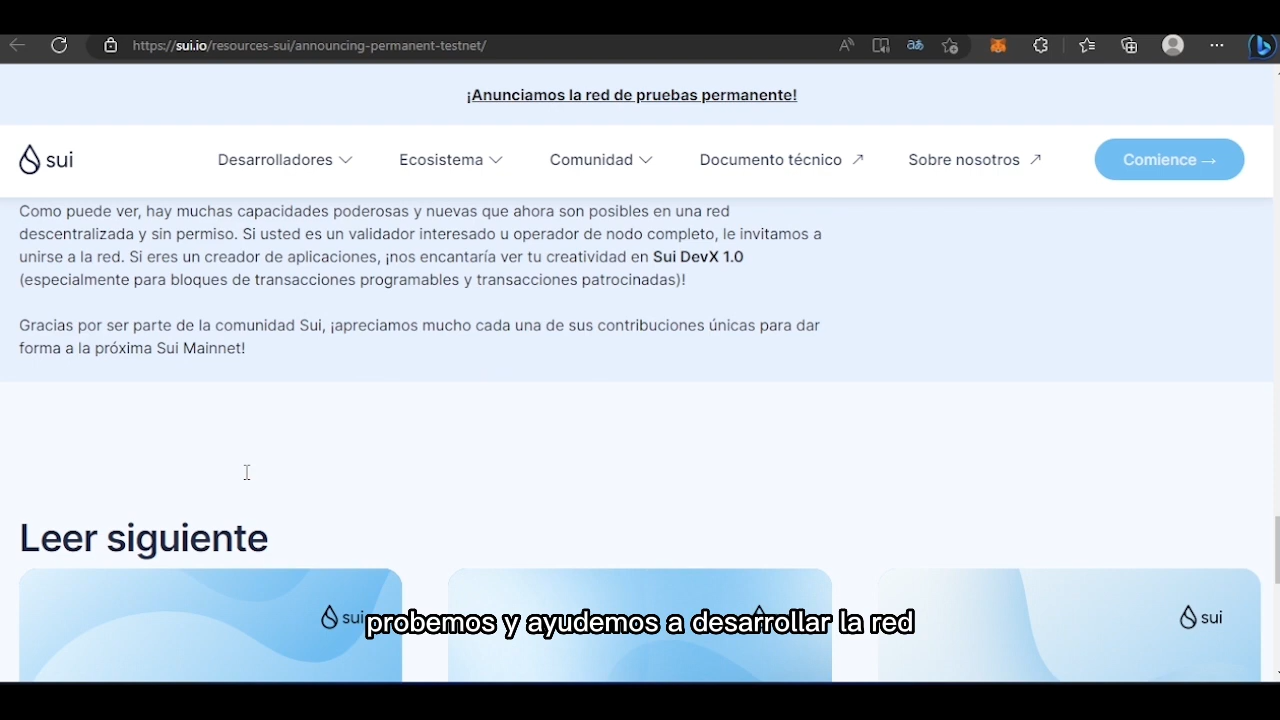 https://sui.io/resources-sui/announcing-permanent-testnet/
¡Anunciamos la red de pruebas permanente!
sui
Desarrolladores
Ecosistema
Comunidad
Documento técnico ↗
Sobre nosotros ↗
Comience →
Como puede ver, hay muchas capacidades poderosas y nuevas que ahora son posibles en una red
descentralizada y sin permiso. Si usted es un validador interesado u operador de nodo completo, le invitamos a
unirse a la red. Si eres un creador de aplicaciones, ¡nos encantaría ver tu creatividad en Sui DevX 1.0
(especialmente para bloques de transacciones programables y transacciones patrocinadas)!
Gracias por ser parte de la comunidad Sui, ¡apreciamos mucho cada una de sus contribuciones únicas para dar
forma a la próxima Sui Mainnet!
Leer siguiente
sui
sui
probemos y ayudemos a desarrollar la red